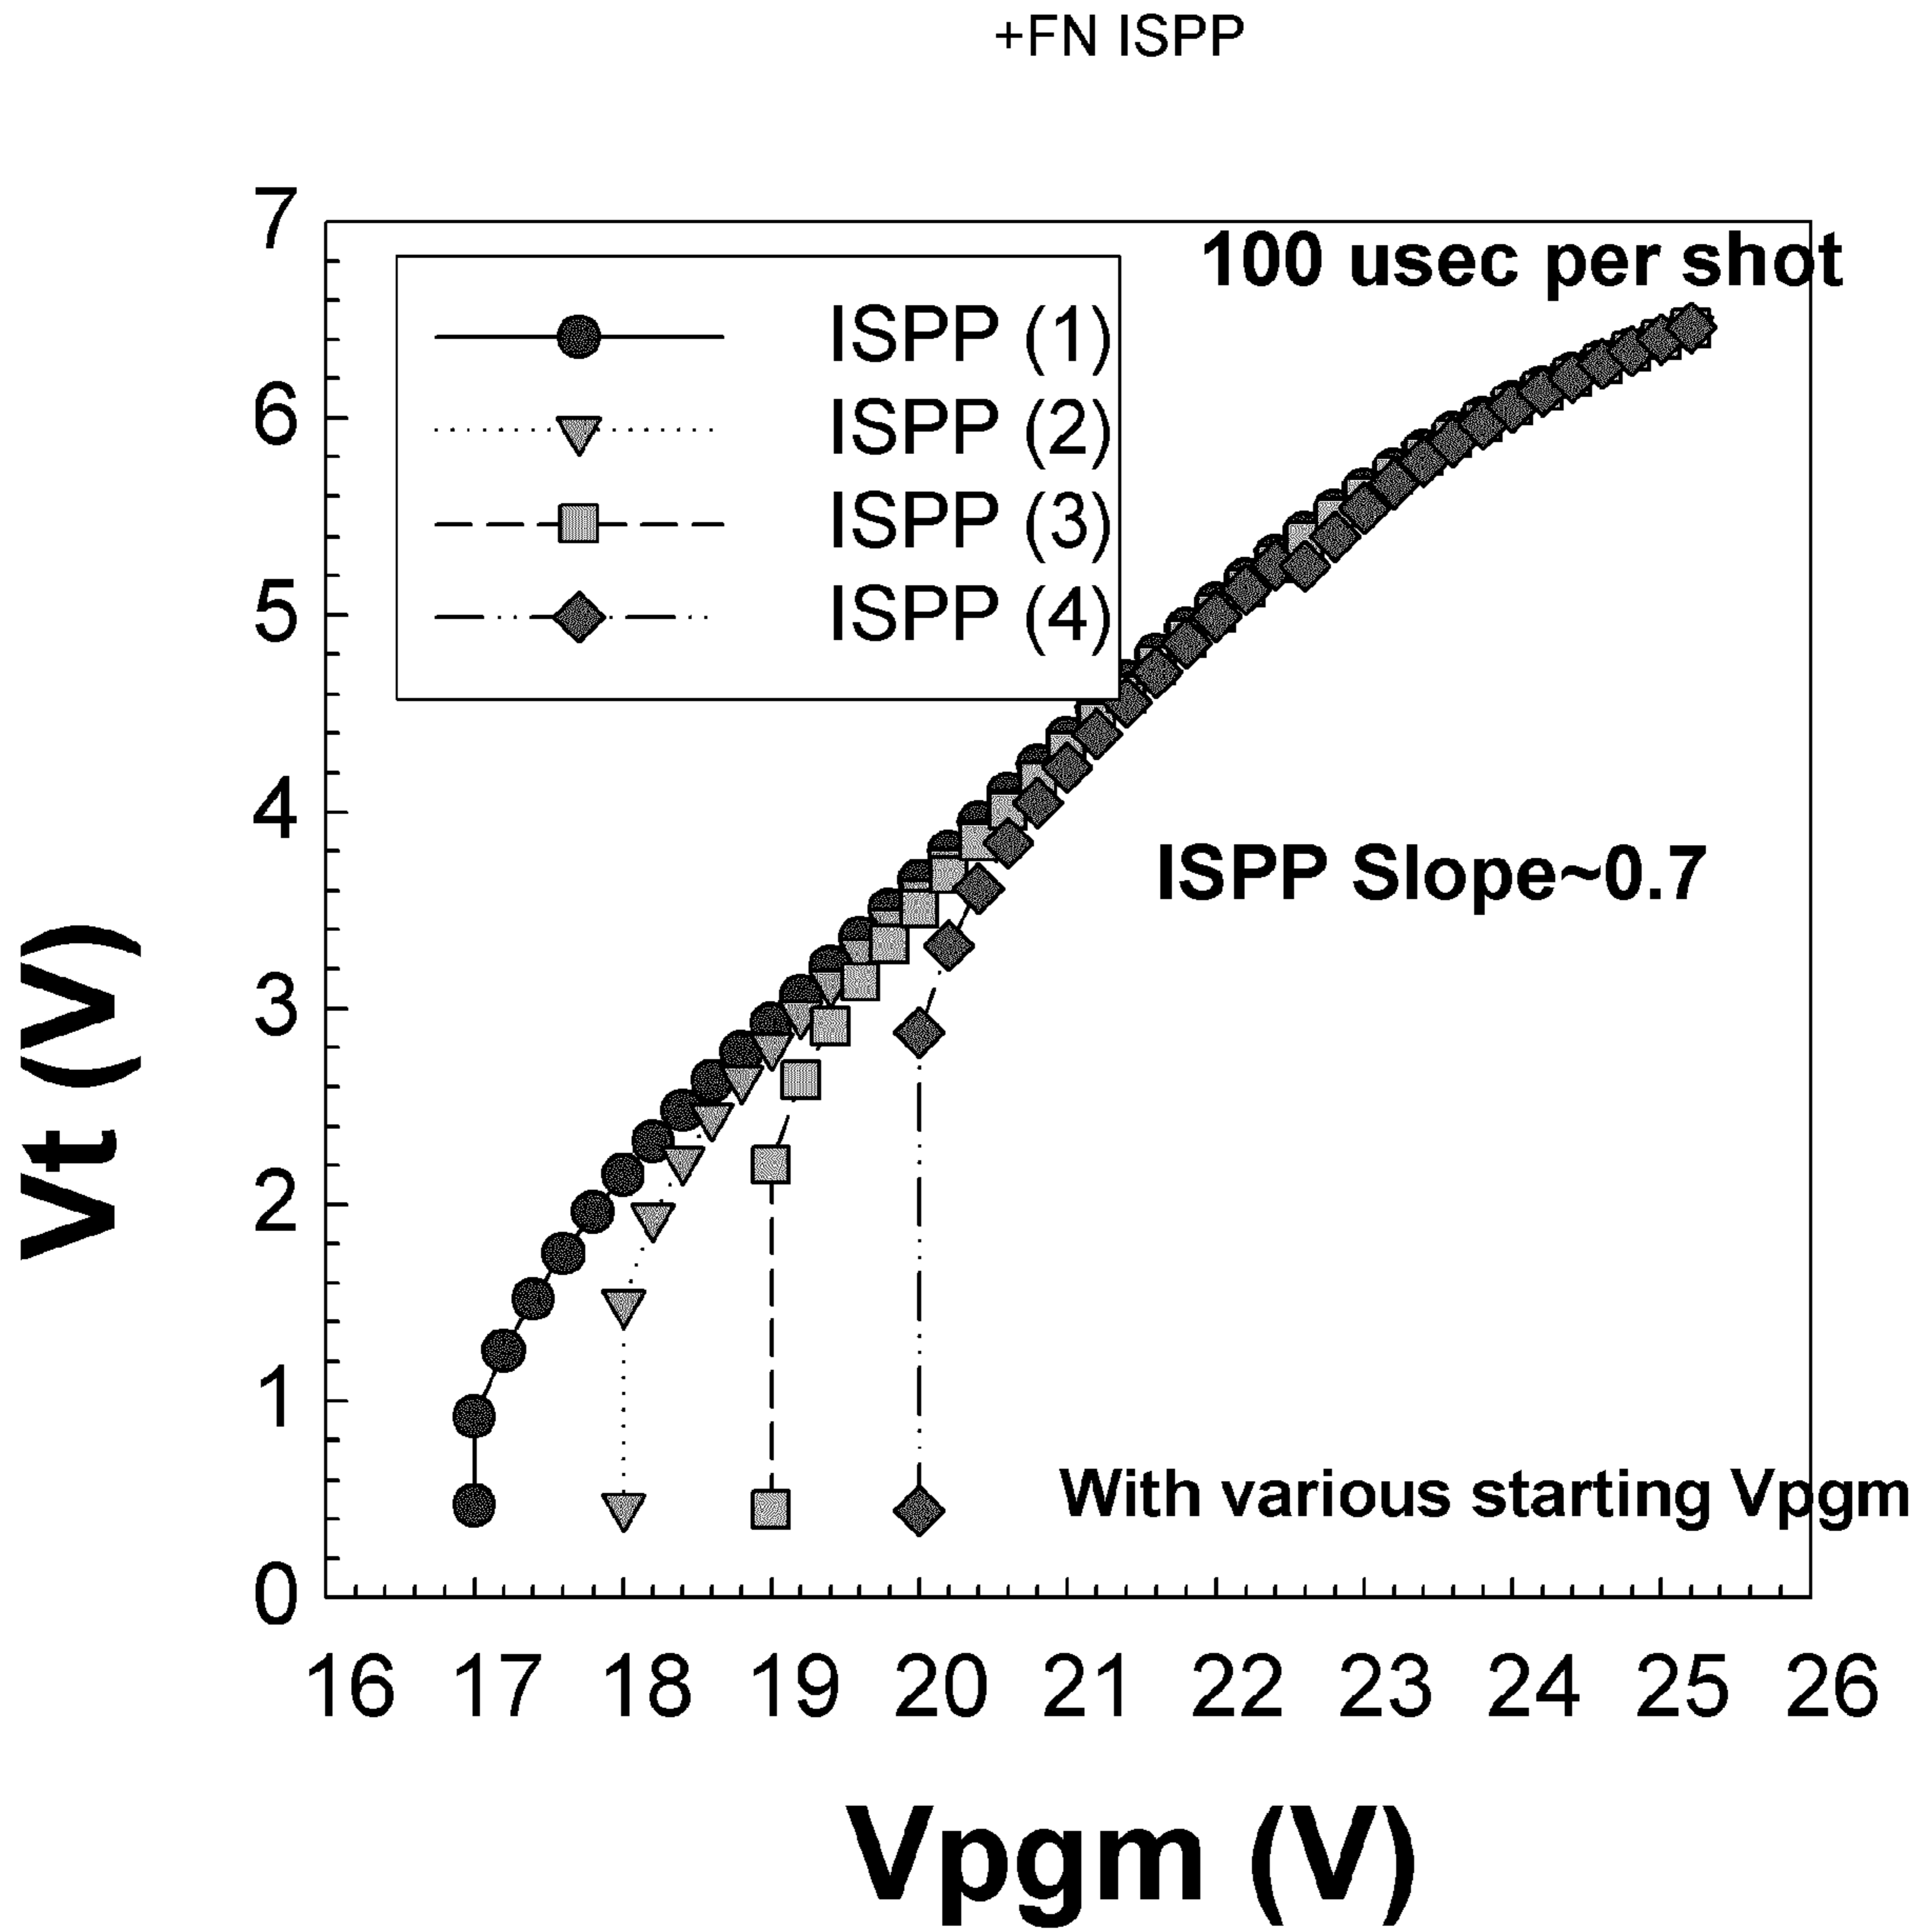 +FN ISPP
7
100 usec per shot
ISPP (1)
ISPP (2)
ISPP (3)
ISPP (4)
6
5
4
ISPP Slope~0.7
3
2
1
With various starting Vpgm
0
Vt (V)
16 17 18 19 20 21 22 23 24 25 26
Vpgm (V)